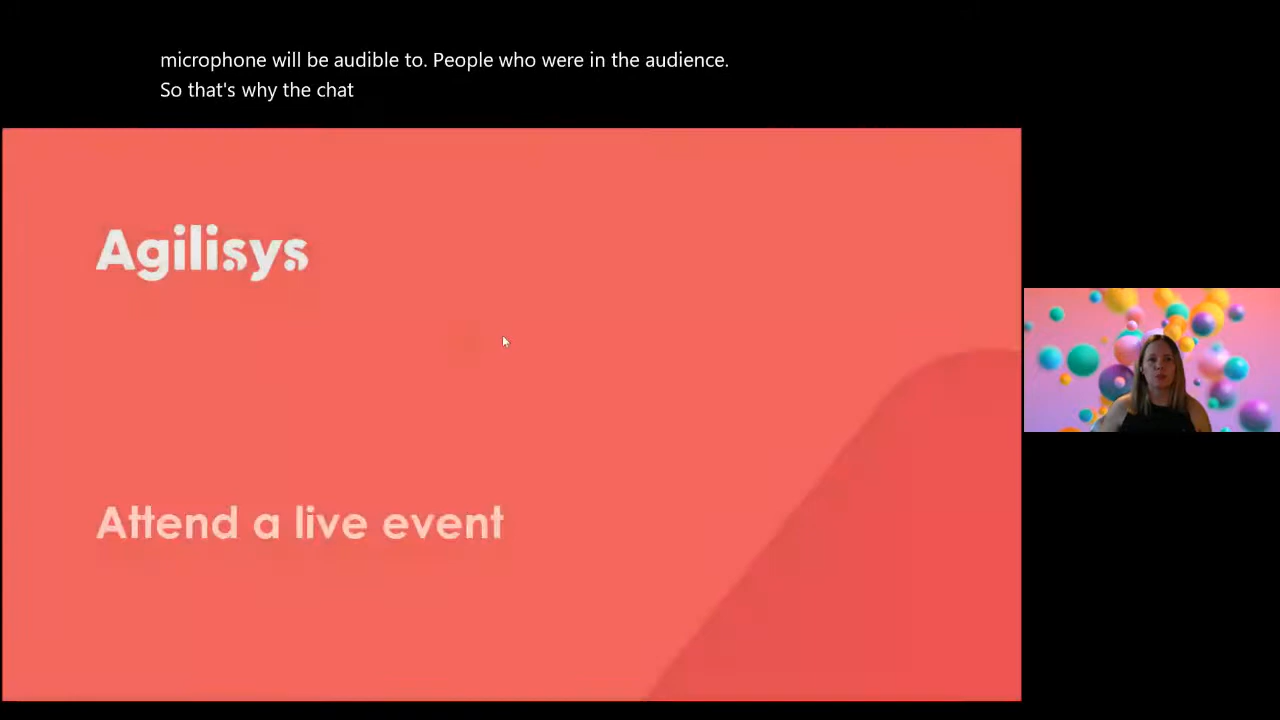 microphone will be audible to. People who were in the audience.
So that's why the chat
Agilisys
Attend a live event